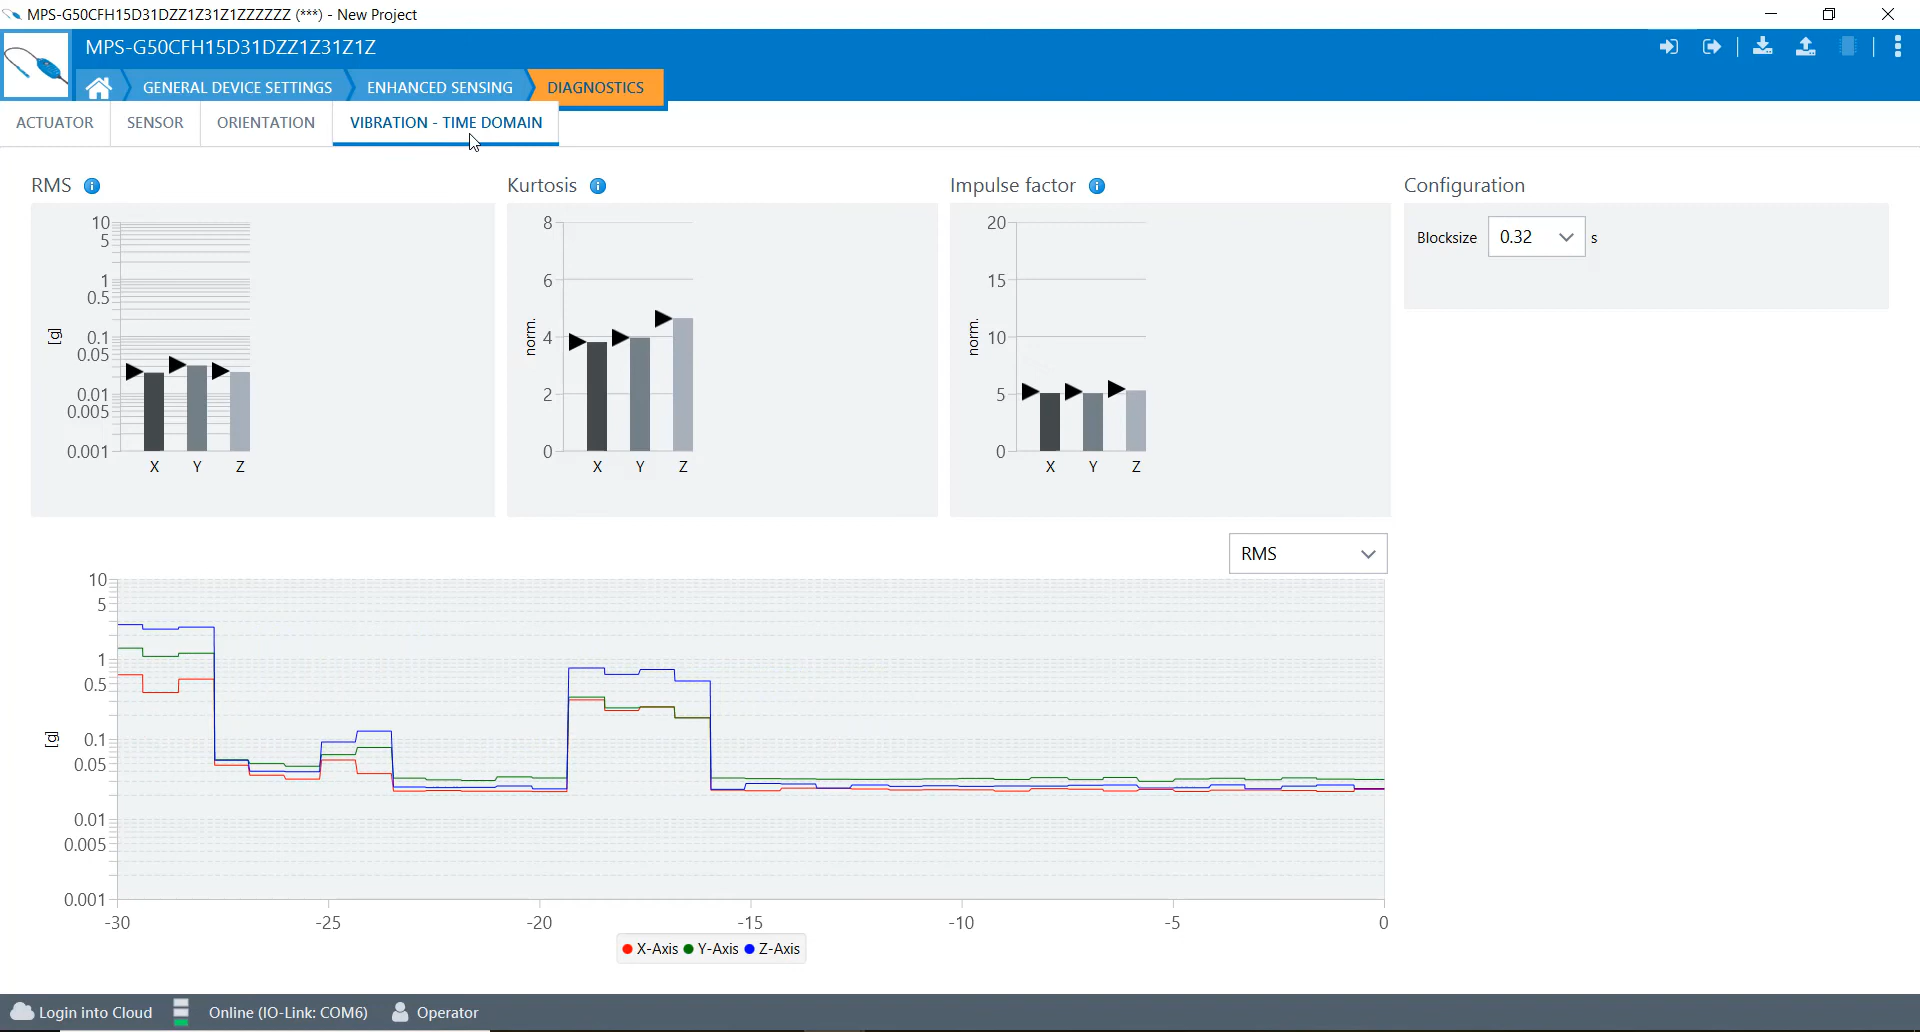 MPS-G50CFH15D31DZZ1Z31Z1ZZZZZZ (***) - New Project
MPS-G50CFH15D31DZZ1Z31Z1Z
GENERAL DEVICE SETTINGS
ENHANCED SENSING
DIAGNOSTICS
ACTUATOR
SENSOR
ORIENTATION
VIBRATION - TIME DOMAIN
RMS
10
5
1
0.5
0.1
0.05
0.01
0.005
0.001
[g]
X Y Z
Kurtosis
8
6
4
2
0
norm.
X Y Z
Impulse factor
20
15
10
5
0
norm.
X Y Z
Configuration
Blocksize 0.32 s
RMS
10
5
1
0.5
0.1
0.05
0.01
0.005
0.001
[g]
-30 -25 -20 -15 -10 -5 0
X-Axis Y-Axis Z-Axis
Login into Cloud
Online (IO-Link: COM6)
Operator